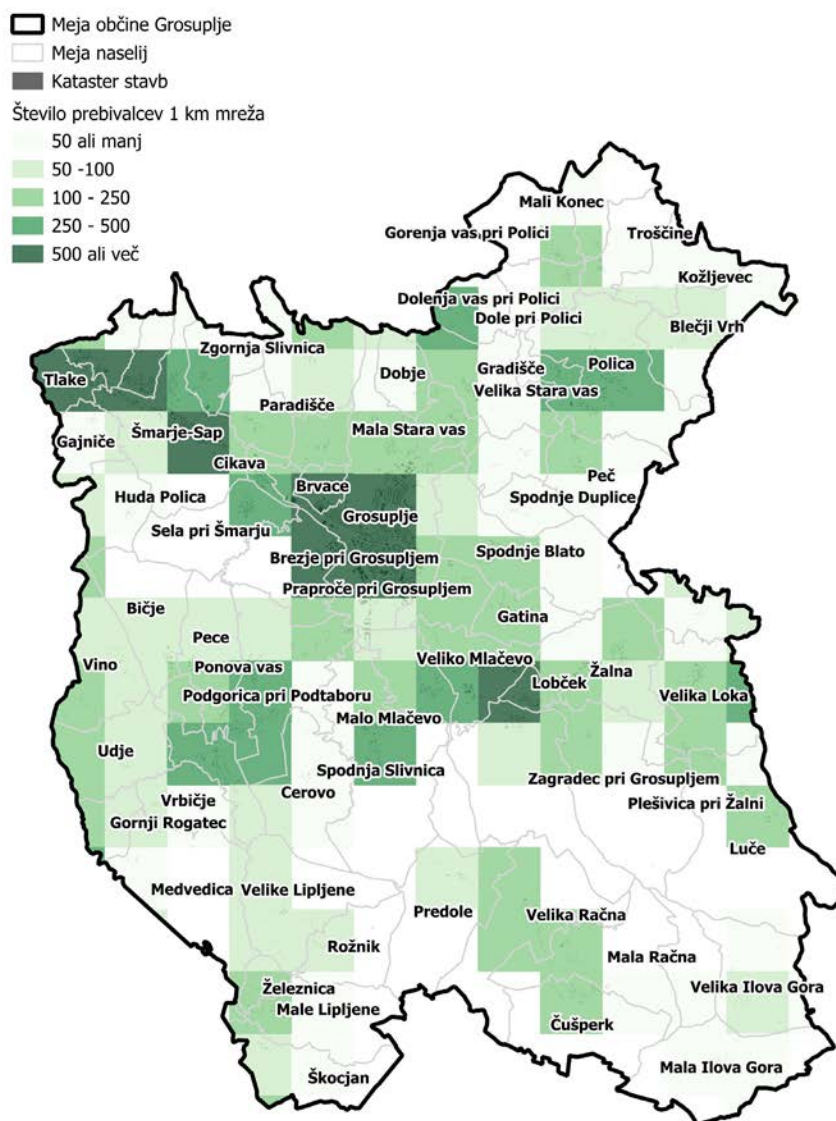 Meja občine Grosuplje
Meja naselij
Kataster stavb
Število prebivalcev 1 km mreža
50 ali manj
50 -100
100 - 250
250 - 500
500 ali več
Mali Konec
Gorenja vas pri Polici
Troščine
Kožljevec
Dolenja vas pri Polici
Dole pri Polici
Blečji Vrh
Zgornja Slivnica
Tlake
Dobje
Gradišče
Polica
Velika Stara vas
Paradišče
Gajniče
Šmarje-Sap
Mala Stara vas
Cikava
Peč
Brvace
Huda Polica
Spodnje Duplice
Grosuplje
Sela pri Šmarju
Brezje pri Grosupljem
Spodnje Blato
Praproče pri Grosupljem
Bičje
Gatina
Pece
Vino
Ponova vas
Veliko Mlačevo
Žalna
Lobček
Podgorica pri Podtaboru
Velika Loka
Malo Mlačevo
Udje
Spodnja Slivnica
Zagradec pri Grosupljem
Cerovo
Vrbičje
Plešivica pri Žalni
Gornji Rogatec
Luče
Medvedica
Velike Lipljene
Predole
Velika Račna
Rožnik
Mala Račna
Železnica
Velika Ilova Gora
Male Lipljene
Čušperk
Mala Ilova Gora
Škocjan